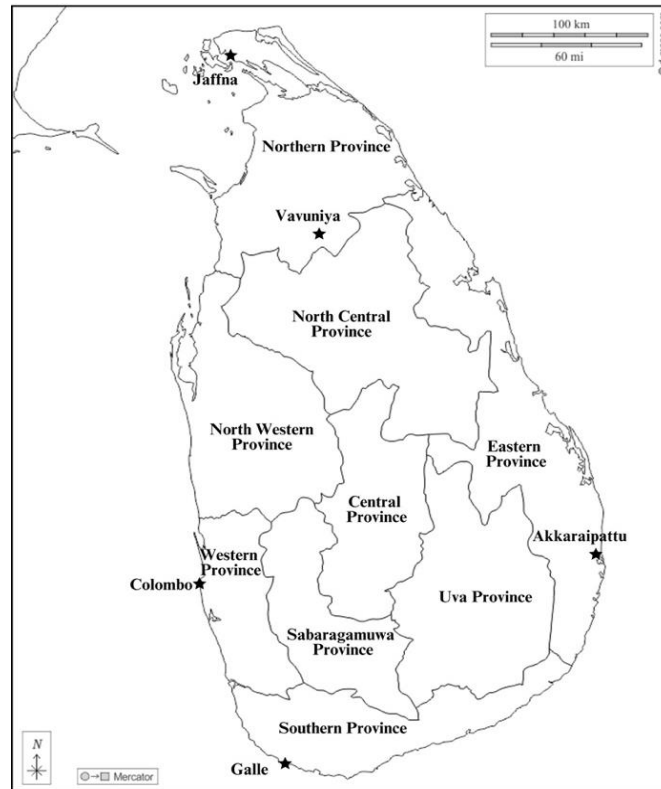 100 km
60 mi
Jaffna
Northern Province
Vavuniya
North Central
Province
North Western
Province
Eastern
Province
Central
Province
Akkaraipattu
Western
Province
Colombo
Uva Province
Sabaragamuwa
Province
Southern Province
Galle
N
Mercator